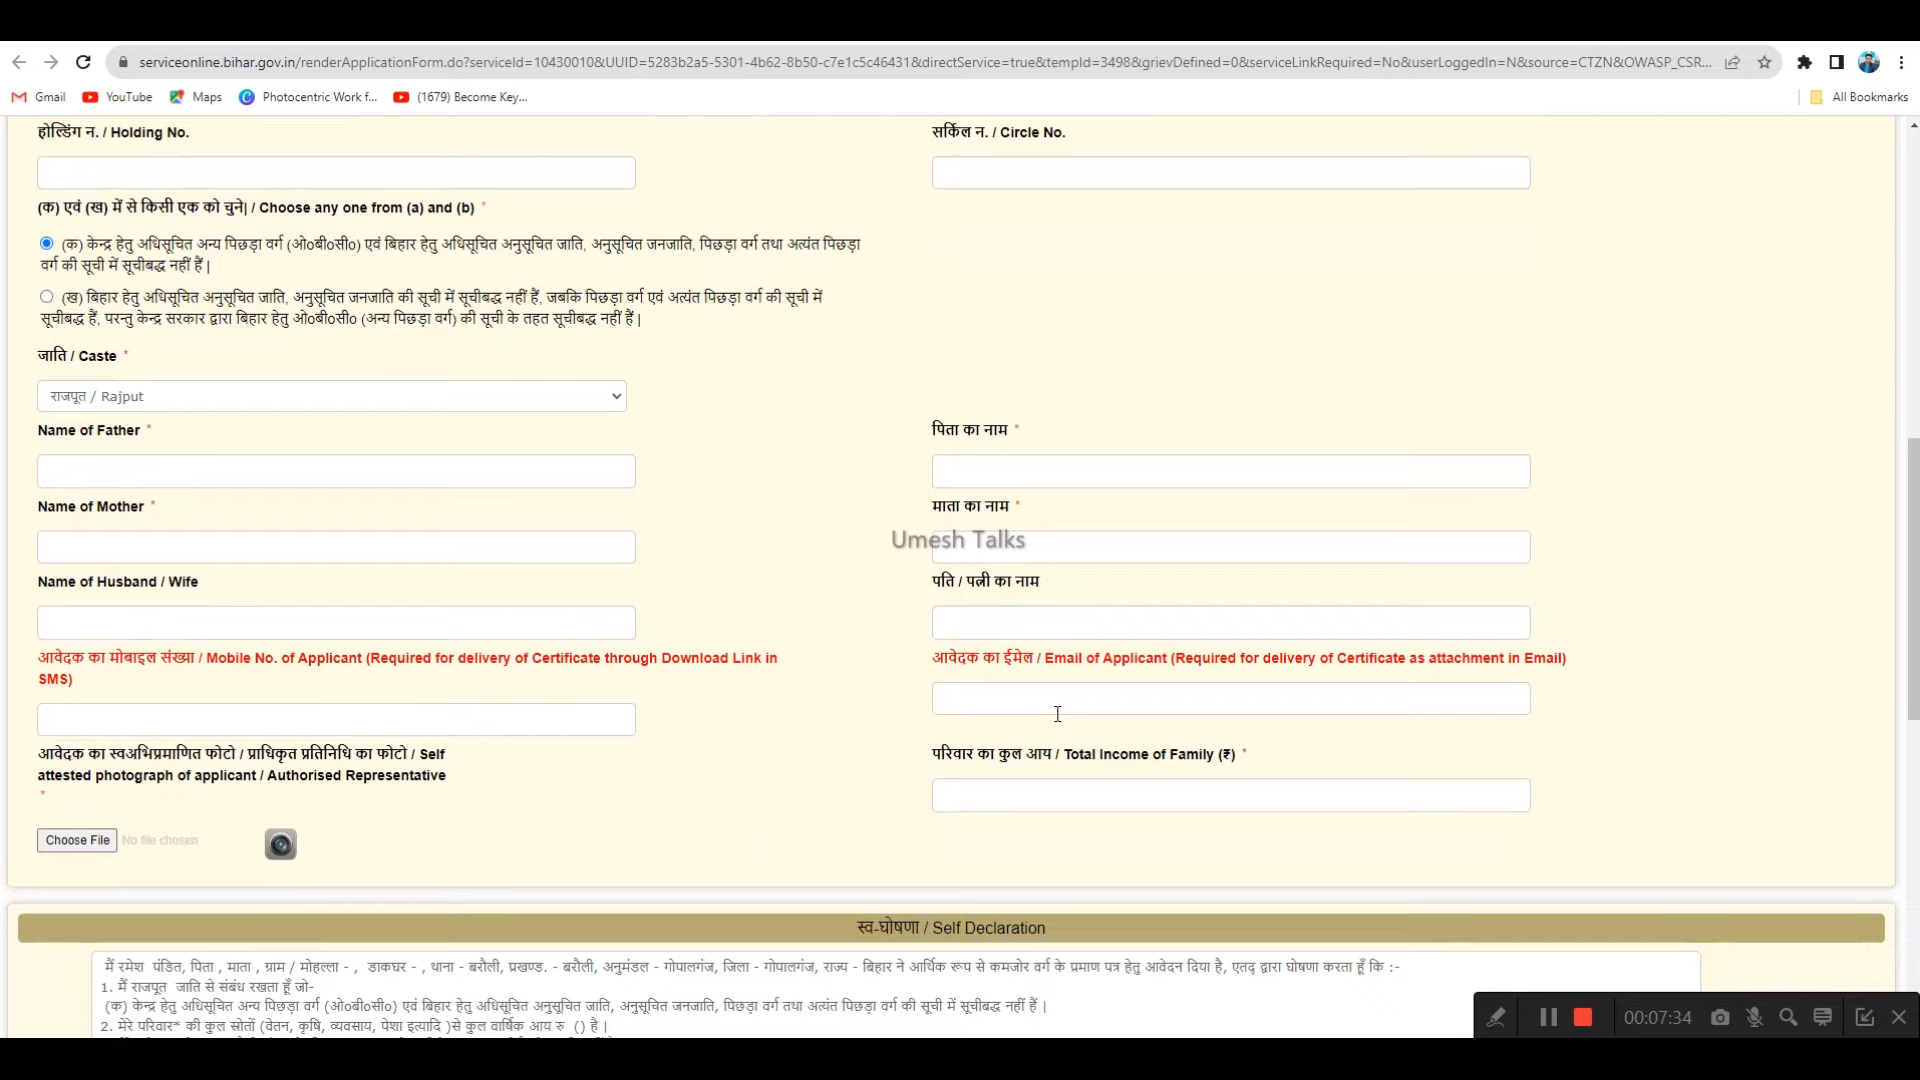 serviceonline.bihar.gov.in/renderApplicationForm.do?serviceId=10430010&UUID=5283b2a5-5301-4b62-8b50-c7e1c5c46431&directService=true&tempId=3498&grievDefined=0&serviceLinkRequired=No&userLoggedIn=N&source=CTZN&OWASP_CSR...
Gmail YouTube Maps Photocentric Work f... (1679) Become Key... All Bookmarks
होल्डिंग न. / Holding No. सर्किल न. / Circle No.
(क) एवं (ख) में से किसी एक को चुने| / Choose any one from (a) and (b) *
(क) केन्द्र हेतु अधिसूचित अन्य पिछड़ा वर्ग (ओ०बी०सी०) एवं बिहार हेतु अधिसूचित अनुसूचित जाति, अनुसूचित जनजाति, पिछड़ा वर्ग तथा अत्यंत पिछड़ा
वर्ग की सूची में सूचीबद्ध नहीं हैं |
(ख) बिहार हेतु अधिसूचित अनुसूचित जाति, अनुसूचित जनजाति की सूची में सूचीबद्ध नहीं हैं, जबकि पिछड़ा वर्ग एवं अत्यंत पिछड़ा वर्ग की सूची में
सूचीबद्ध हैं, परन्तु केन्द्र सरकार द्वारा बिहार हेतु ओ०बी०सी० (अन्य पिछड़ा वर्ग) की सूची के तहत सूचीबद्ध नहीं हैं |
जाति / Caste *
राजपूत / Rajput
Name of Father * पिता का नाम *
Name of Mother * माता का नाम *
Umesh Talks
Name of Husband / Wife पति / पत्नी का नाम
आवेदक का मोबाइल संख्या / Mobile No. of Applicant (Required for delivery of Certificate through Download Link in
SMS)
आवेदक का ईमेल / Email of Applicant (Required for delivery of Certificate as attachment in Email)
आवेदक का स्वअभिप्रमाणित फोटो / प्राधिकृत प्रतिनिधि का फोटो / Self
attested photograph of applicant / Authorised Representative
*
परिवार का कुल आय / Total Income of Family (₹) *
Choose File No file chosen
स्व-घोषणा / Self Declaration
मैं रमेश पंडित, पिता , माता , ग्राम / मोहल्ला - , डाकघर - , थाना - बरौली, प्रखण्ड. - बरौली, अनुमंडल - गोपालगंज, जिला - गोपालगंज, राज्य - बिहार ने आर्थिक रूप से कमजोर वर्ग के प्रमाण पत्र हेतु आवेदन दिया है, एतद् द्वारा घोषणा करता हूँ कि :-
1. मैं राजपूत जाति से संबंध रखता हूँ जो-
(क) केन्द्र हेतु अधिसूचित अन्य पिछड़ा वर्ग (ओ०बी०सी०) एवं बिहार हेतु अधिसूचित अनुसूचित जाति, अनुसूचित जनजाति, पिछड़ा वर्ग तथा अत्यंत पिछड़ा वर्ग की सूची में सूचीबद्ध नहीं हैं |
2. मेरे परिवार* की कुल स्रोतों (वेतन, कृषि, व्यवसाय, पेशा इत्यादि )से कुल वार्षिक आय रु () है |
00:07:34